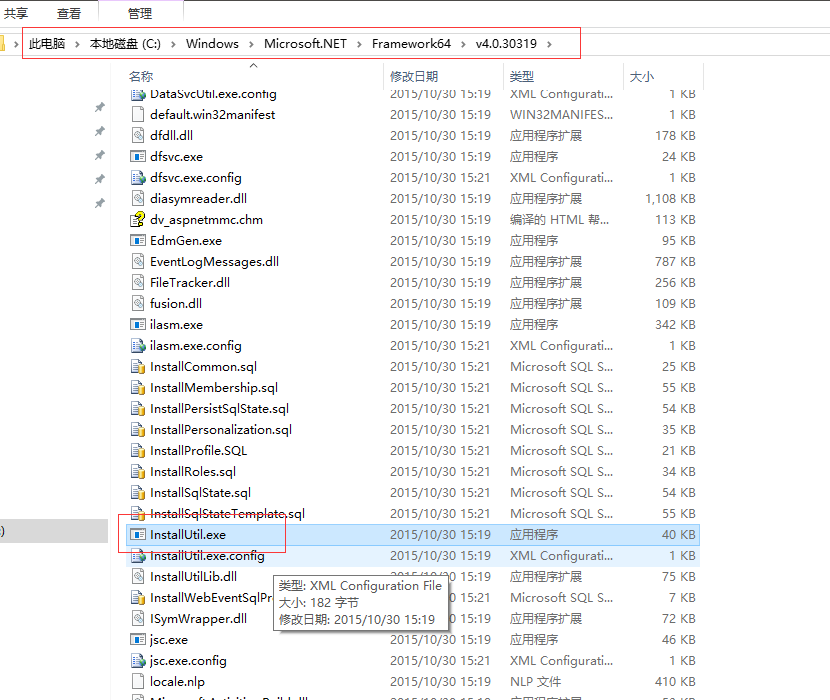 共享 查看 管理
此电脑 本地磁盘 (C:) Windows Microsoft.NET Framework64 v4.0.30319
名称 修改日期 类型 大小
DataSvcUtil.exe.config 2015/10/30 15:19 XML Configurati... 1 KB
default.win32manifest 2015/10/30 15:19 WIN32MANIFES... 1 KB
dfdll.dll 2015/10/30 15:19 应用程序扩展 178 KB
dfsvc.exe 2015/10/30 15:19 应用程序 24 KB
dfsvc.exe.config 2015/10/30 15:21 XML Configurati... 1 KB
diasymreader.dll 2015/10/30 15:19 应用程序扩展 1,108 KB
dv_aspnetmmc.chm 2015/10/30 15:19 编译的 HTML 帮... 113 KB
EdmGen.exe 2015/10/30 15:19 应用程序 95 KB
EventLogMessages.dll 2015/10/30 15:19 应用程序扩展 787 KB
FileTracker.dll 2015/10/30 15:19 应用程序扩展 256 KB
fusion.dll 2015/10/30 15:19 应用程序扩展 109 KB
ilasm.exe 2015/10/30 15:19 应用程序 342 KB
ilasm.exe.config 2015/10/30 15:21 XML Configurati... 1 KB
InstallCommon.sql 2015/10/30 15:21 Microsoft SQL S... 25 KB
InstallMembership.sql 2015/10/30 15:21 Microsoft SQL S... 55 KB
InstallPersistSqlState.sql 2015/10/30 15:21 Microsoft SQL S... 54 KB
InstallPersonalization.sql 2015/10/30 15:21 Microsoft SQL S... 35 KB
InstallProfile.SQL 2015/10/30 15:21 Microsoft SQL S... 21 KB
InstallRoles.sql 2015/10/30 15:21 Microsoft SQL S... 34 KB
InstallSqlState.sql 2015/10/30 15:21 Microsoft SQL S... 54 KB
InstallSqlStateTemplate.sql 2015/10/30 15:21 Microsoft SQL S... 55 KB
InstallUtil.exe 2015/10/30 15:19 应用程序 40 KB
InstallUtil.exe.config 2015/10/30 15:19 XML Configurati... 1 KB
InstallUtilLib.dll 15:19 应用程序扩展 75 KB
类型: XML Configuration File
InstallWebEventSqlPr 15:21 Microsoft SQL S... 7 KB
大小: 182 字节
ISymWrapper.dll 15:19 应用程序扩展 72 KB
修改日期: 2015/10/30 15:19
jsc.exe 2015/10/30 15:19 应用程序 46 KB
jsc.exe.config 2015/10/30 15:21 XML Configurati... 1 KB
locale.nlp 2015/10/30 15:19 NLP 文件 410 KB